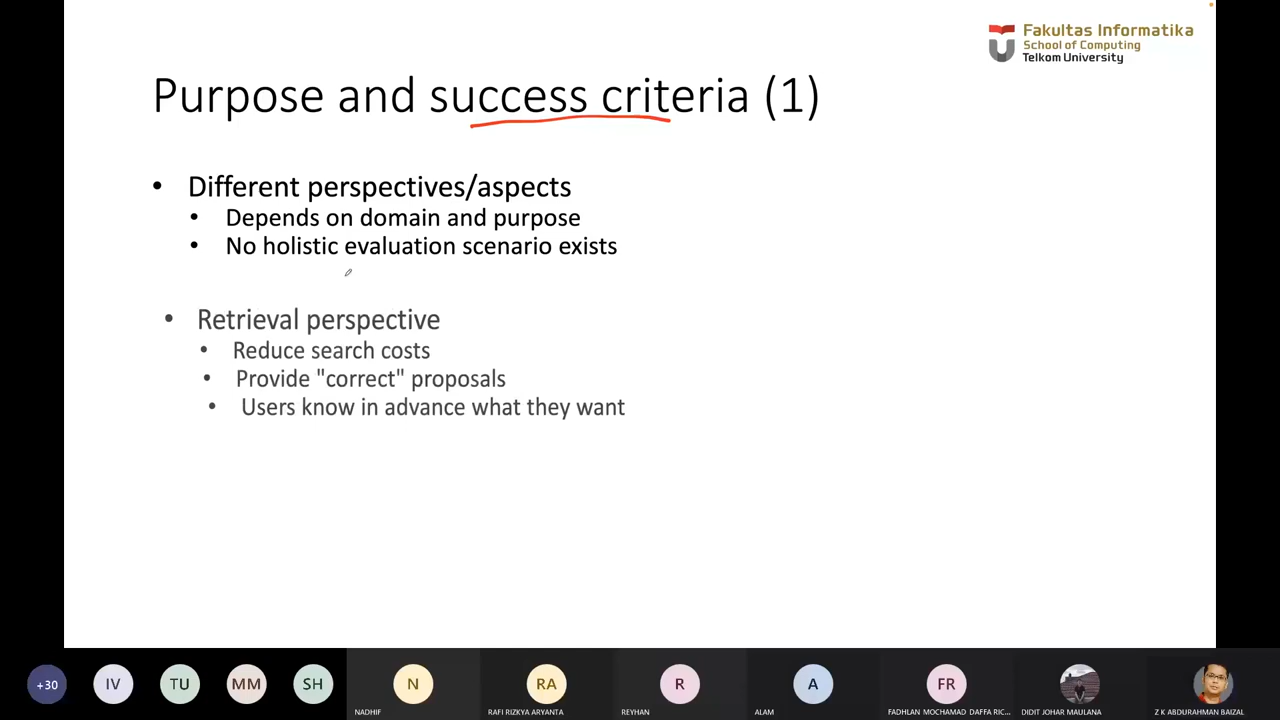 Fakultas Informatika
School of Computing
Telkom University
Purpose and success criteria (1)
• Different perspectives/aspects
• Depends on domain and purpose
• No holistic evaluation scenario exists
• Retrieval perspective
• Reduce search costs
• Provide "correct" proposals
• Users know in advance what they want
+30
IV
TU
MM
SH
N
RA
R
A
FR
NADHIF
RAFI RIZKYA ARYANTA
REYHAN
ALAM
FADHLAN MOCHAMAD DAFFA RIC...
DIDIT JOHAR MAULANA
Z K ABDURAHMAN BAIZAL